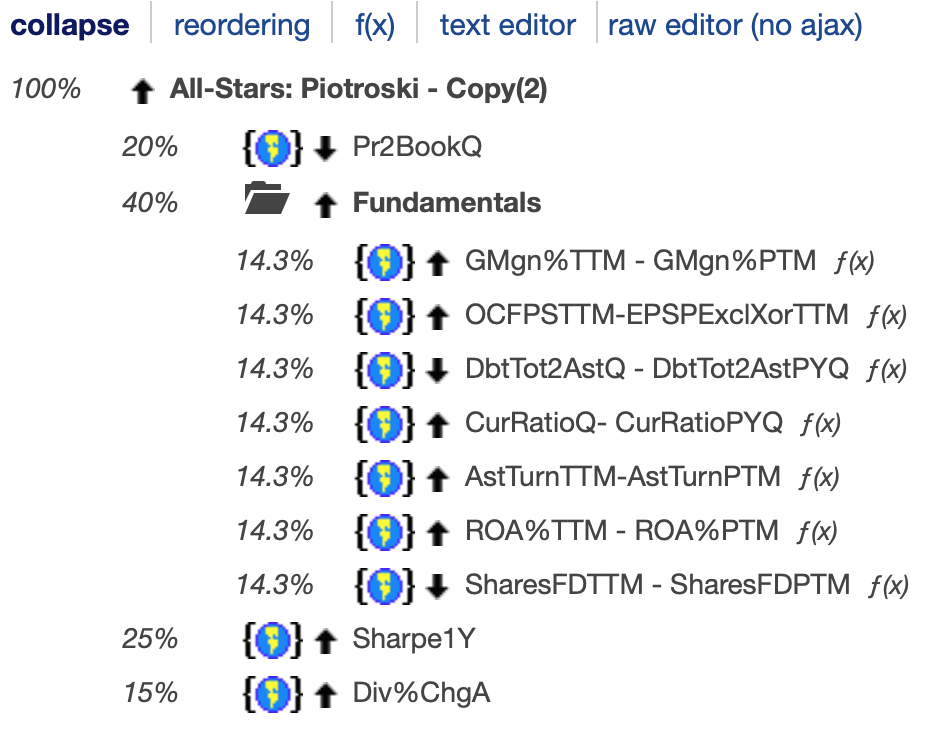 collapse reordering f(x) text editor raw editor (no ajax)
100% All-Stars: Piotroski - Copy(2)
20% Pr2BookQ
40% Fundamentals
14.3% GMgn%TTM - GMgn%PTM f(x)
14.3% OCFPSTTM-EPSPExclXorTTM f(x)
14.3% DbtTot2AstQ - DbtTot2AstPYQ f(x)
14.3% CurRatioQ- CurRatioPYQ f(x)
14.3% AstTurnTTM-AstTurnPTM f(x)
14.3% ROA%TTM - ROA%PTM f(x)
14.3% SharesFDTTM - SharesFDPTM f(x)
25% Sharpe1Y
15% Div%ChgA